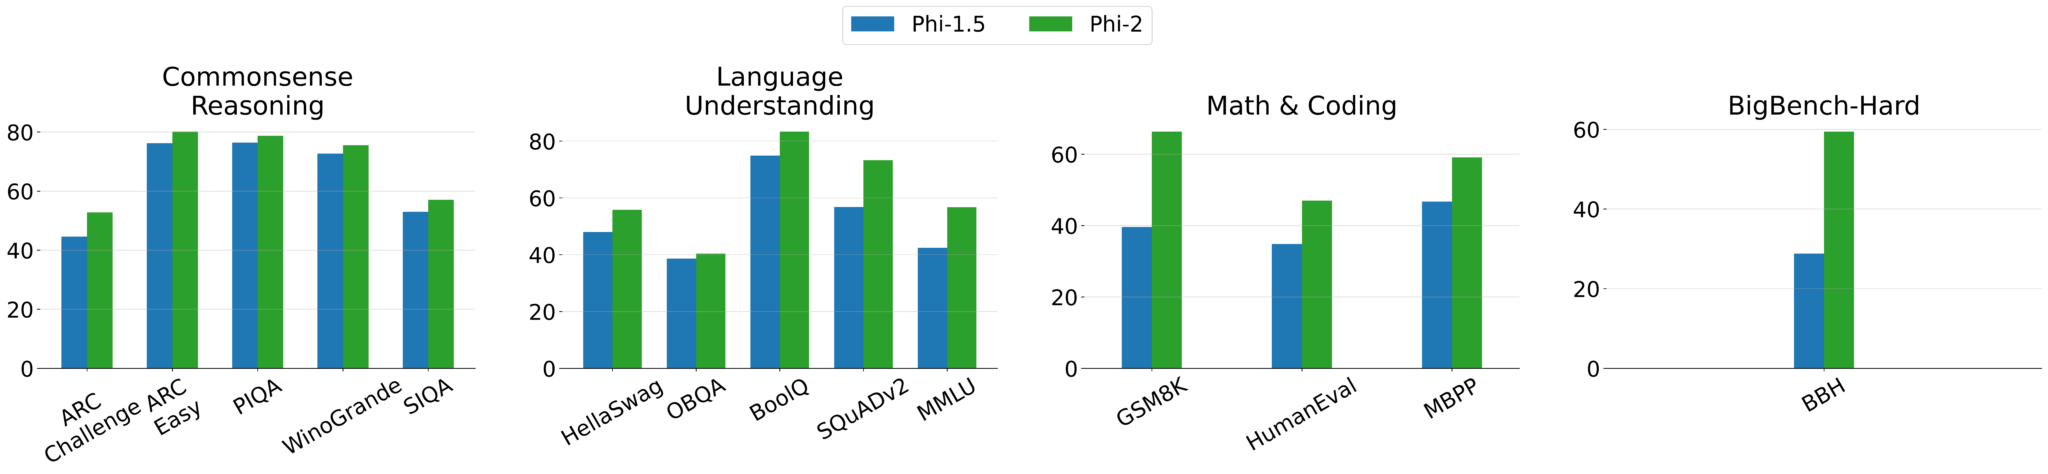 Phi-1.5 Phi-2
Commonsense
Reasoning
80
60
40
20
0
ARC
Challenge
ARC
Easy
PIQA
WinoGrande
SIQA
Language
Understanding
80
60
40
20
0
HellaSwag
OBQA
BoolQ
SQuADv2
MMLU
Math & Coding
60
40
20
0
GSM8K
HumanEval
MBPP
BigBench-Hard
60
40
20
0
BBH